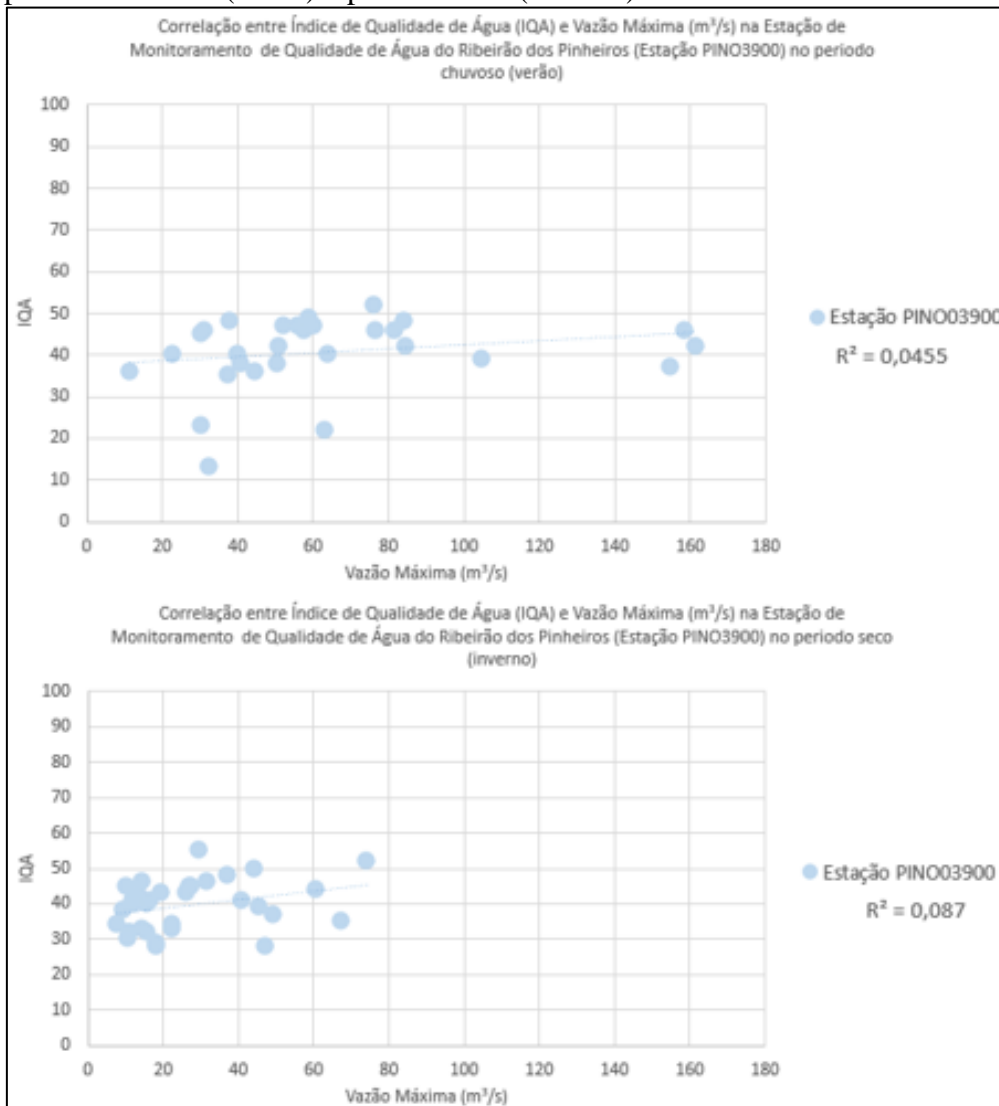 Correlação entre Índice de Qualidade de Água (IQA) e Vazão Máxima (m³/s) na Estação de
Monitoramento de Qualidade de Água do Ribeirão dos Pinheiros (Estação PINO3900) no periodo
chuvoso (verão)
100
90
80
70
60
50
40
30
20
10
0
IQA
0 20 40 60 80 100 120 140 160 180
Vazão Máxima (m³/s)
Estação PINO03900
R² = 0,0455
Correlação entre Índice de Qualidade de Água (IQA) e Vazão Máxima (m³/s) na Estação de
Monitoramento de Qualidade de Água do Ribeirão dos Pinheiros (Estação PINO3900) no periodo seco
(inverno)
100
90
80
70
60
50
40
30
20
10
0
IQA
0 20 40 60 80 100 120 140 160 180
Vazão Máxima (m³/s)
Estação PINO03900
R² = 0,087